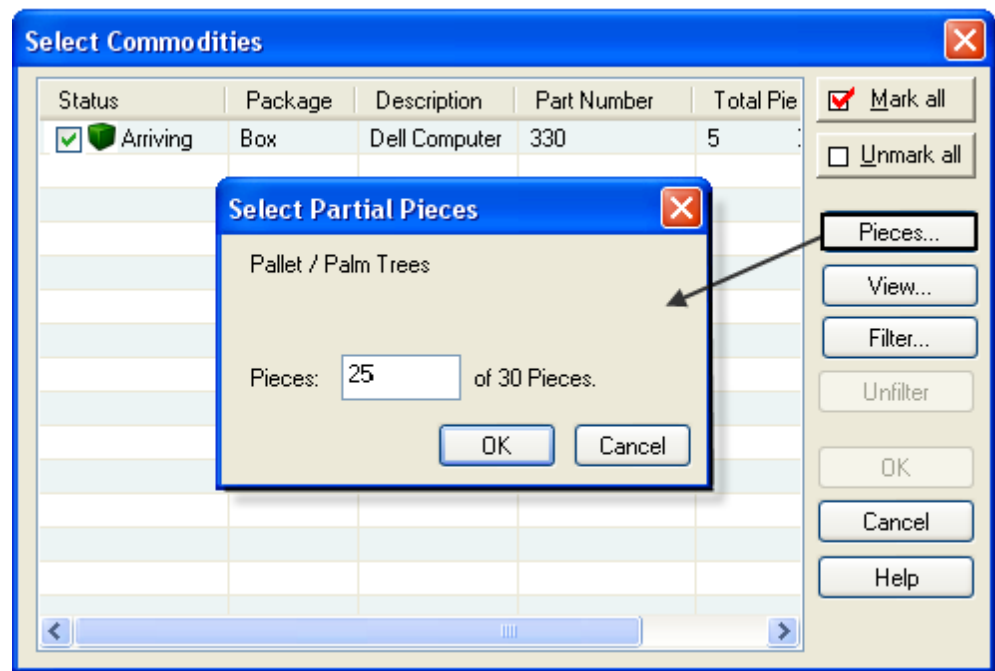 Select Commodities
Status Package Description Part Number Total Pie
Arriving Box Dell Computer 330 5
Mark all
Unmark all
Pieces...
View...
Filter...
Unfilter
OK
Cancel
Help
Select Partial Pieces
Pallet / Palm Trees
Pieces: 25 of 30 Pieces.
OK Cancel